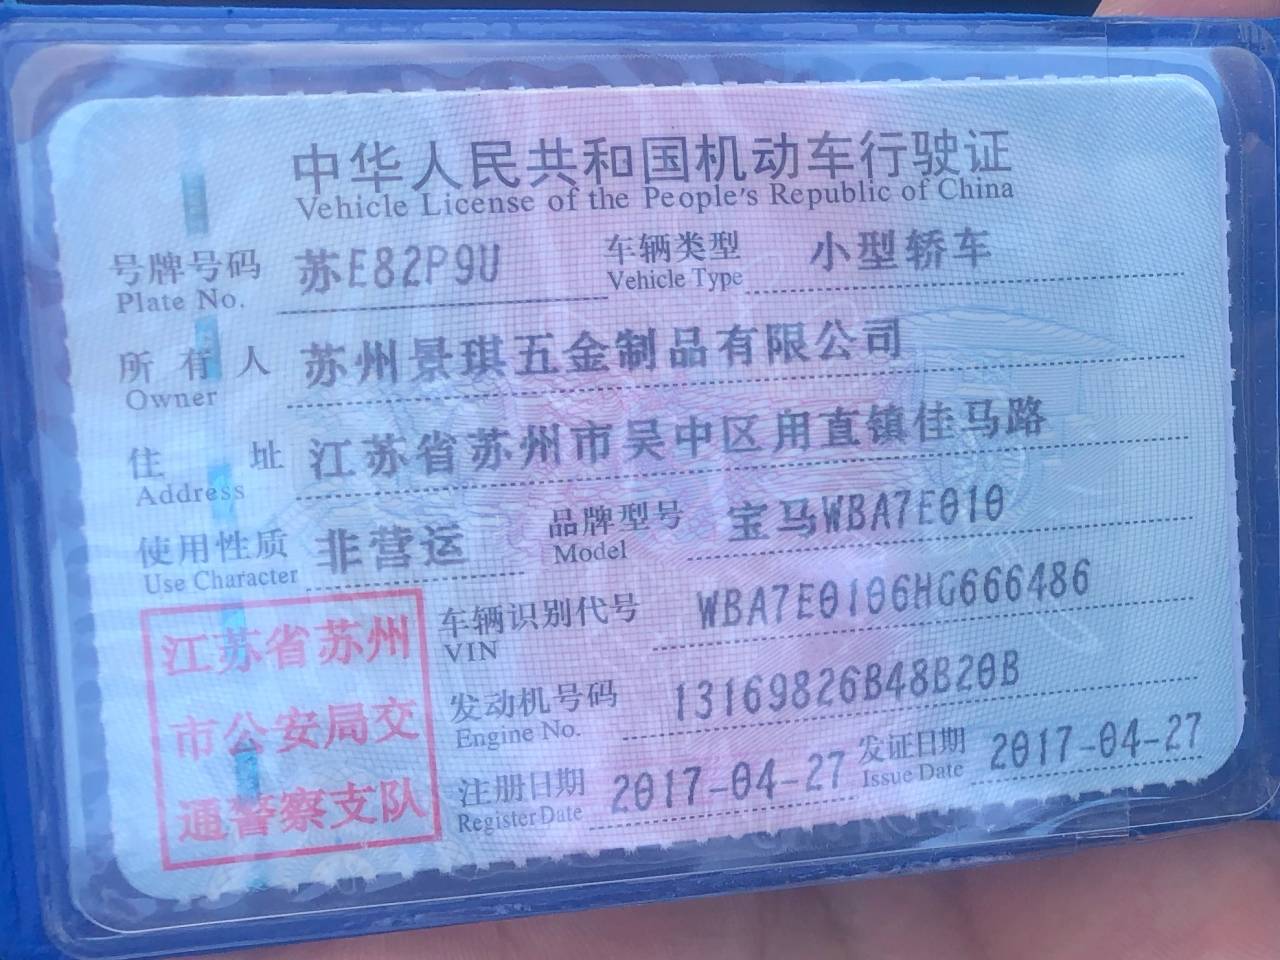 中华人民共和国机动车行驶证
Vehicle License of the People's Republic of China
号牌号码 苏E82P9U 车辆类型 小型轿车
Plate No. Vehicle Type
所有人 苏州景琪五金制品有限公司
Owner
住址 江苏省苏州市吴中区甪直镇佳马路
Address
使用性质 非营运 品牌型号 宝马WBA7E010
Use Character Model
车辆识别代号 WBA7E0106HG666486
VIN
发动机号码 13169826B48B20B
Engine No.
注册日期 2017-04-27 发证日期 2017-04-27
Register Date Issue Date
江苏省苏州
市公安局交
通警察支队